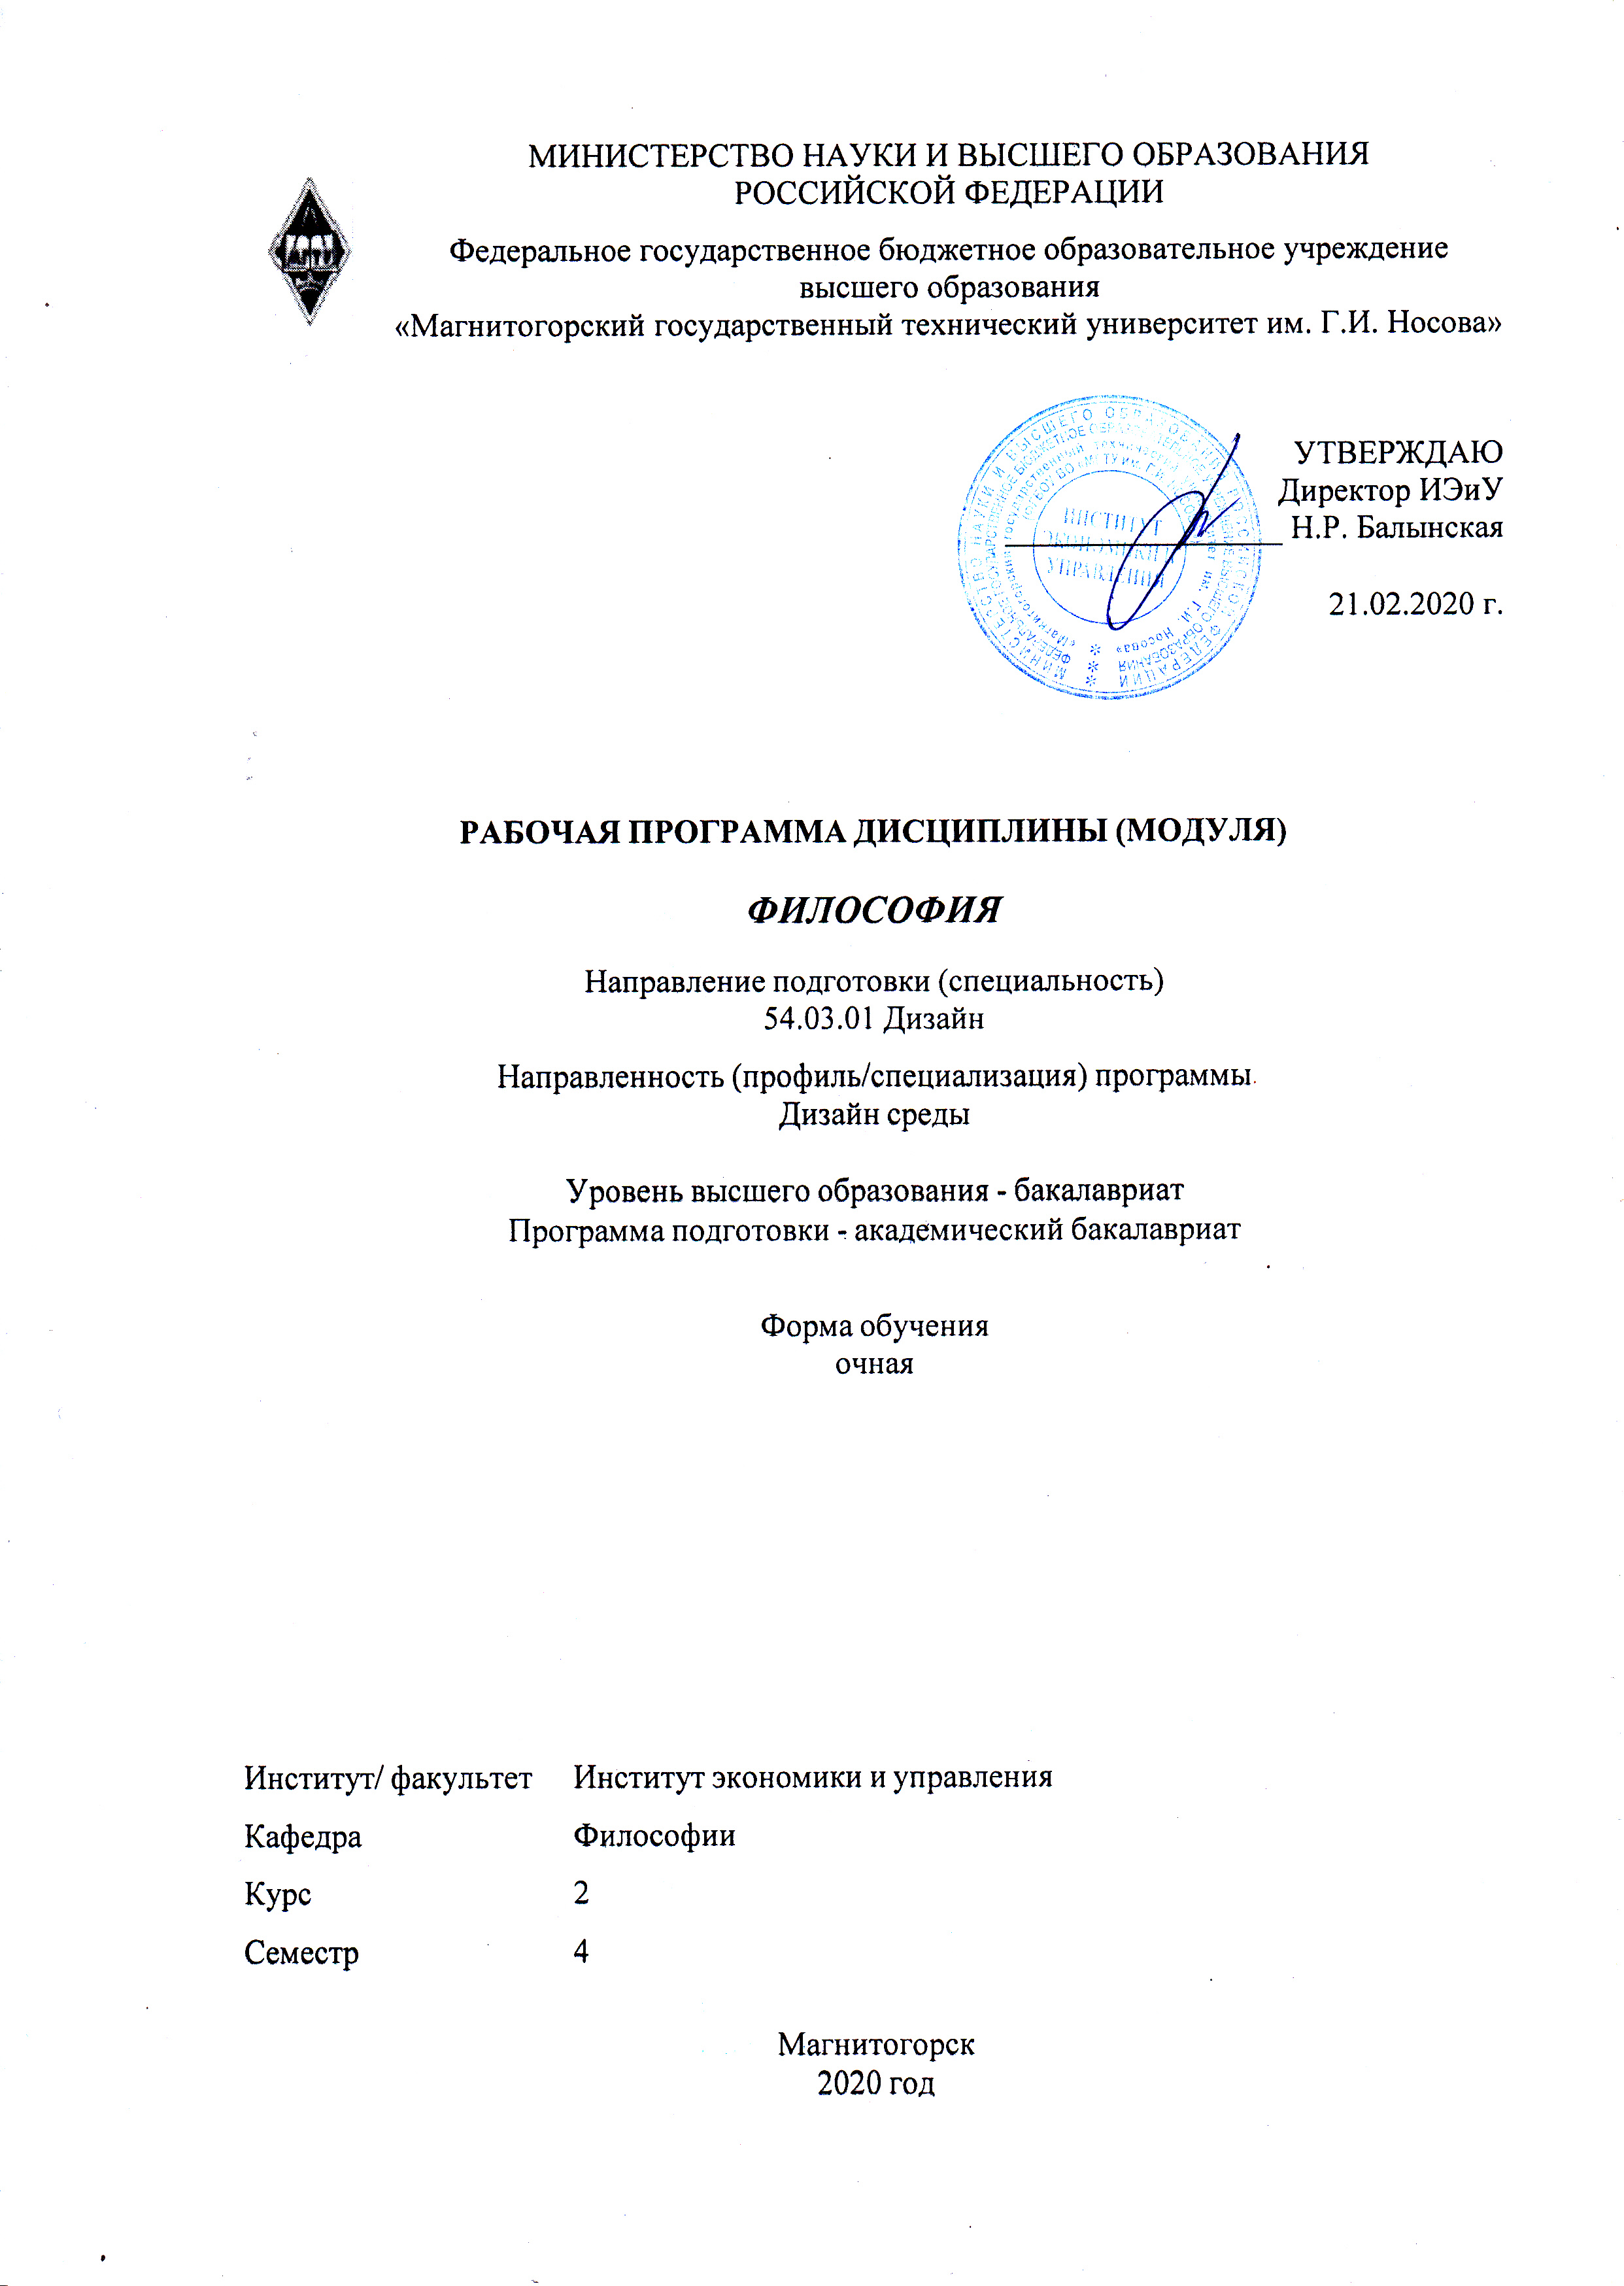 МИНИСТЕРСТВО НАУКИ И ВЫСШЕГО ОБРАЗОВАНИЯ
РОССИЙСКОЙ ФЕДЕРАЦИИ
Федеральное государственное бюджетное образовательное учреждение
высшего образования
«Магнитогорский государственный технический университет им. Г.И. Носова»
УТВЕРЖДАЮ
Директор ИЭиУ
Н.Р. Балынская
21.02.2020 г.
ИНСТИТУТ
ЭКОНОМИКИ И
УПРАВЛЕНИЯ
РАБОЧАЯ ПРОГРАММА ДИСЦИПЛИНЫ (МОДУЛЯ)
ФИЛОСОФИЯ
Направление подготовки (специальность)
54.03.01 Дизайн
Направленность (профиль/специализация) программы
Дизайн среды
Уровень высшего образования - бакалавриат
Программа подготовки - академический бакалавриат
Форма обучения
очная
Институт/ факультет Институт экономики и управления
Кафедра Философии
Курс 2
Семестр 4
Магнитогорск
2020 год